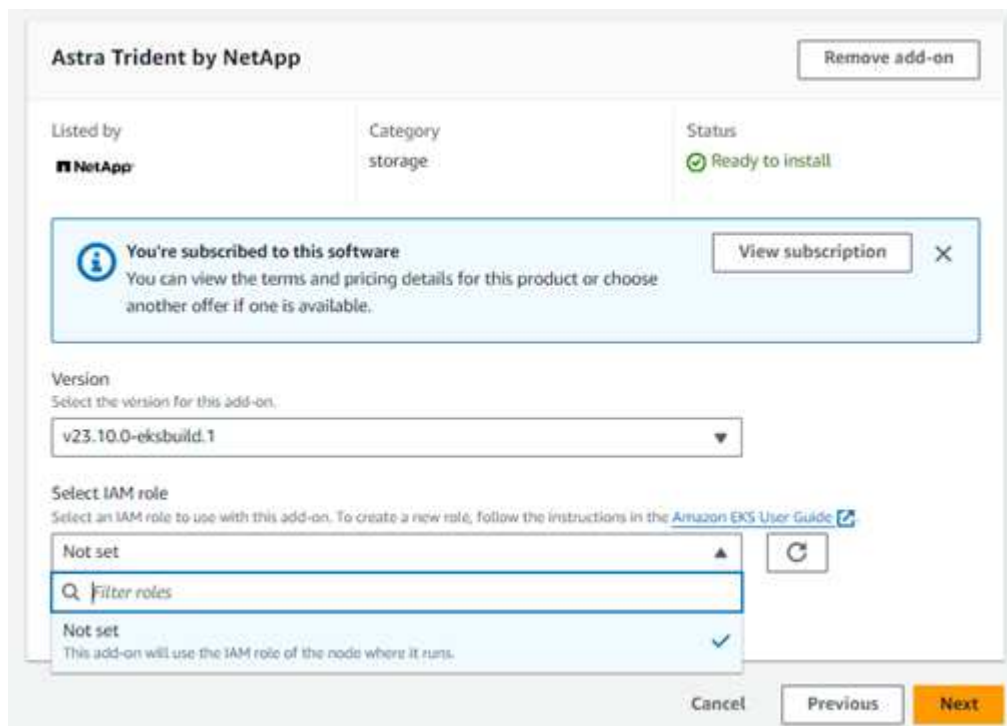 Astra Trident by NetApp
Remove add-on
Listed by
Category
Status
NetApp
storage
Ready to install
You're subscribed to this software
View subscription
You can view the terms and pricing details for this product or choose
another offer if one is available.
Version
Select the version for this add-on.
v23.10.0-eksbuild.1
Select IAM role
Select an IAM role to use with this add-on. To create a new role, follow the instructions in the Amazon EKS User Guide.
Not set
Filter roles
Not set
This add-on will use the IAM role of the node where it runs.
Cancel
Previous
Next